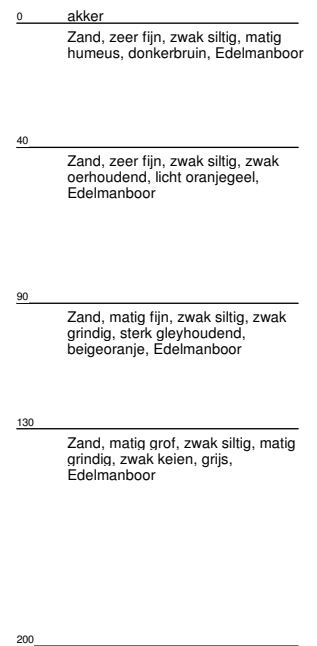 0 akker
Zand, zeer fijn, zwak siltig, matig
humeus, donkerbruin, Edelmanboor
40
Zand, zeer fijn, zwak siltig, zwak
oerhoudend, licht oranjegeel,
Edelmanboor
90
Zand, matig fijn, zwak siltig, zwak
grindig, sterk gleyhoudend,
beigeoranje, Edelmanboor
130
Zand, matig grof, zwak siltig, matig
grindig, zwak keien, grijs,
Edelmanboor
200